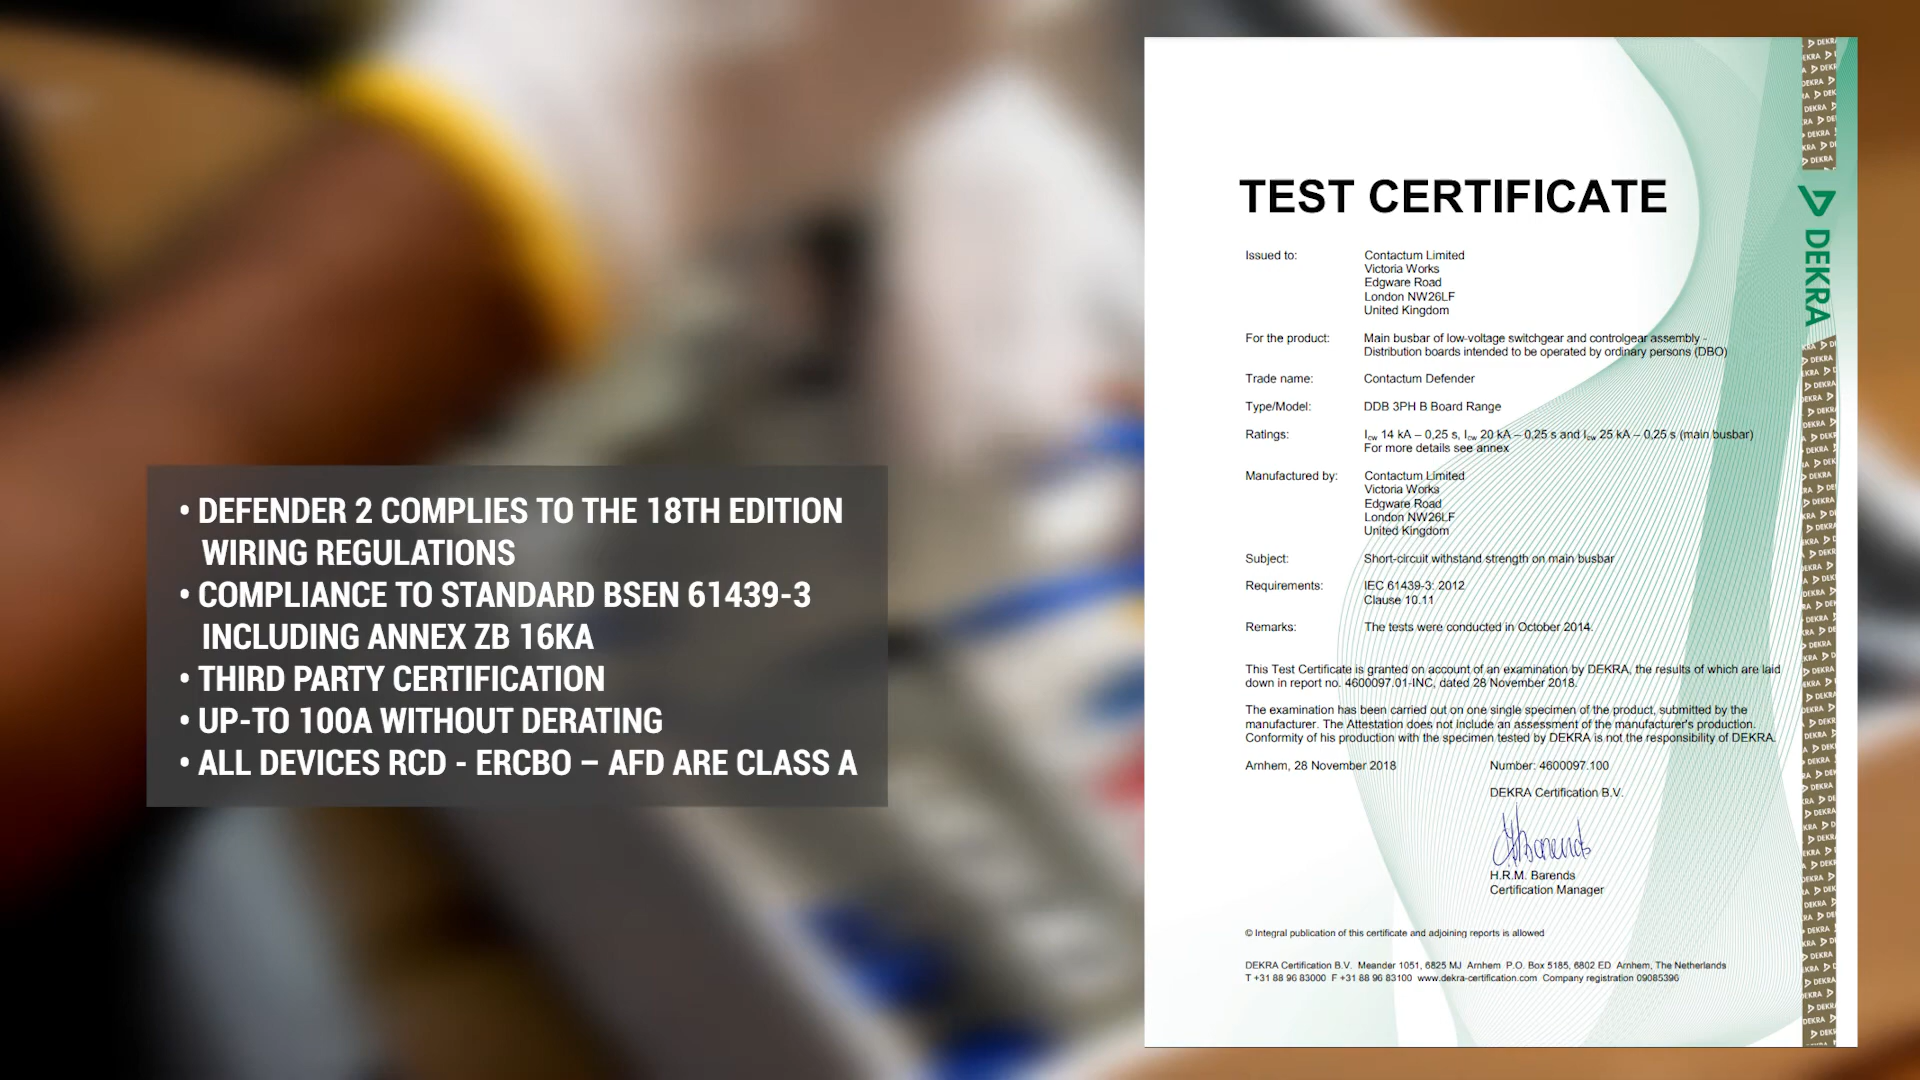 • DEFENDER 2 COMPLIES TO THE 18TH EDITION
WIRING REGULATIONS
• COMPLIANCE TO STANDARD BSEN 61439-3
INCLUDING ANNEX ZB 16KA
• THIRD PARTY CERTIFICATION
• UP-TO 100A WITHOUT DERATING
• ALL DEVICES RCD - ERCBO – AFD ARE CLASS A
TEST CERTIFICATE
Issued to: Contactum Limited
Victoria Works
Edgware Road
London NW26LF
United Kingdom
For the product: Main busbar of low-voltage switchgear and controlgear assembly -
Distribution boards intended to be operated by ordinary persons (DBO)
Trade name: Contactum Defender
Type/Model: DDB 3PH B Board Range
Ratings: Icw 14 kA – 0,25 s, Icw 20 kA – 0,25 s and Icw 25 kA – 0,25 s (main busbar)
For more details see annex
Manufactured by: Contactum Limited
Victoria Works
Edgware Road
London NW26LF
United Kingdom
Subject: Short-circuit withstand strength on main busbar
Requirements: IEC 61439-3: 2012
Clause 10.11
Remarks: The tests were conducted in October 2014.
This Test Certificate is granted on account of an examination by DEKRA, the results of which are laid
down in report no. 4600097.01-INC, dated 28 November 2018.
The examination has been carried out on one single specimen of the product, submitted by the
manufacturer. The Attestation does not include an assessment of the manufacturer's production.
Conformity of his production with the specimen tested by DEKRA is not the responsibility of DEKRA.
Arnhem, 28 November 2018 Number: 4600097.100
DEKRA Certification B.V.
H.R.M. Barends
Certification Manager
© Integral publication of this certificate and adjoining reports is allowed
DEKRA Certification B.V. Meander 1051, 6825 MJ Arnhem P.O. Box 5185, 6802 ED Arnhem, The Netherlands
T +31 88 96 83000 F +31 88 96 83100 www.dekra-certification.com Company registration 09085396
DEKRA